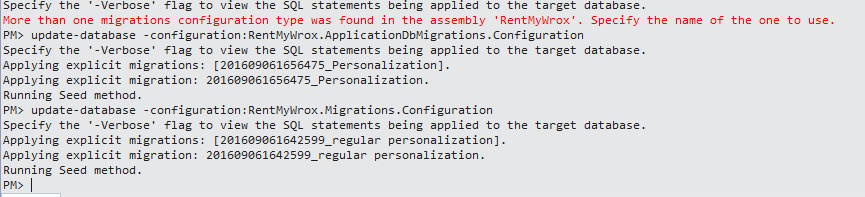 Specify the '-Verbose' flag to view the SQL statements being applied to the target database.
More than one migrations configuration type was found in the assembly 'RentMyWrox'. Specify the name of the one to use.
PM> update-database -configuration:RentMyWrox.ApplicationDbMigrations.Configuration
Specify the '-Verbose' flag to view the SQL statements being applied to the target database.
Applying explicit migrations: [201609061656475_Personalization].
Applying explicit migration: 201609061656475_Personalization.
Running Seed method.
PM> update-database -configuration:RentMyWrox.Migrations.Configuration
Specify the '-Verbose' flag to view the SQL statements being applied to the target database.
Applying explicit migrations: [201609061642599_regular personalization].
Applying explicit migration: 201609061642599_regular personalization.
Running Seed method.
PM>